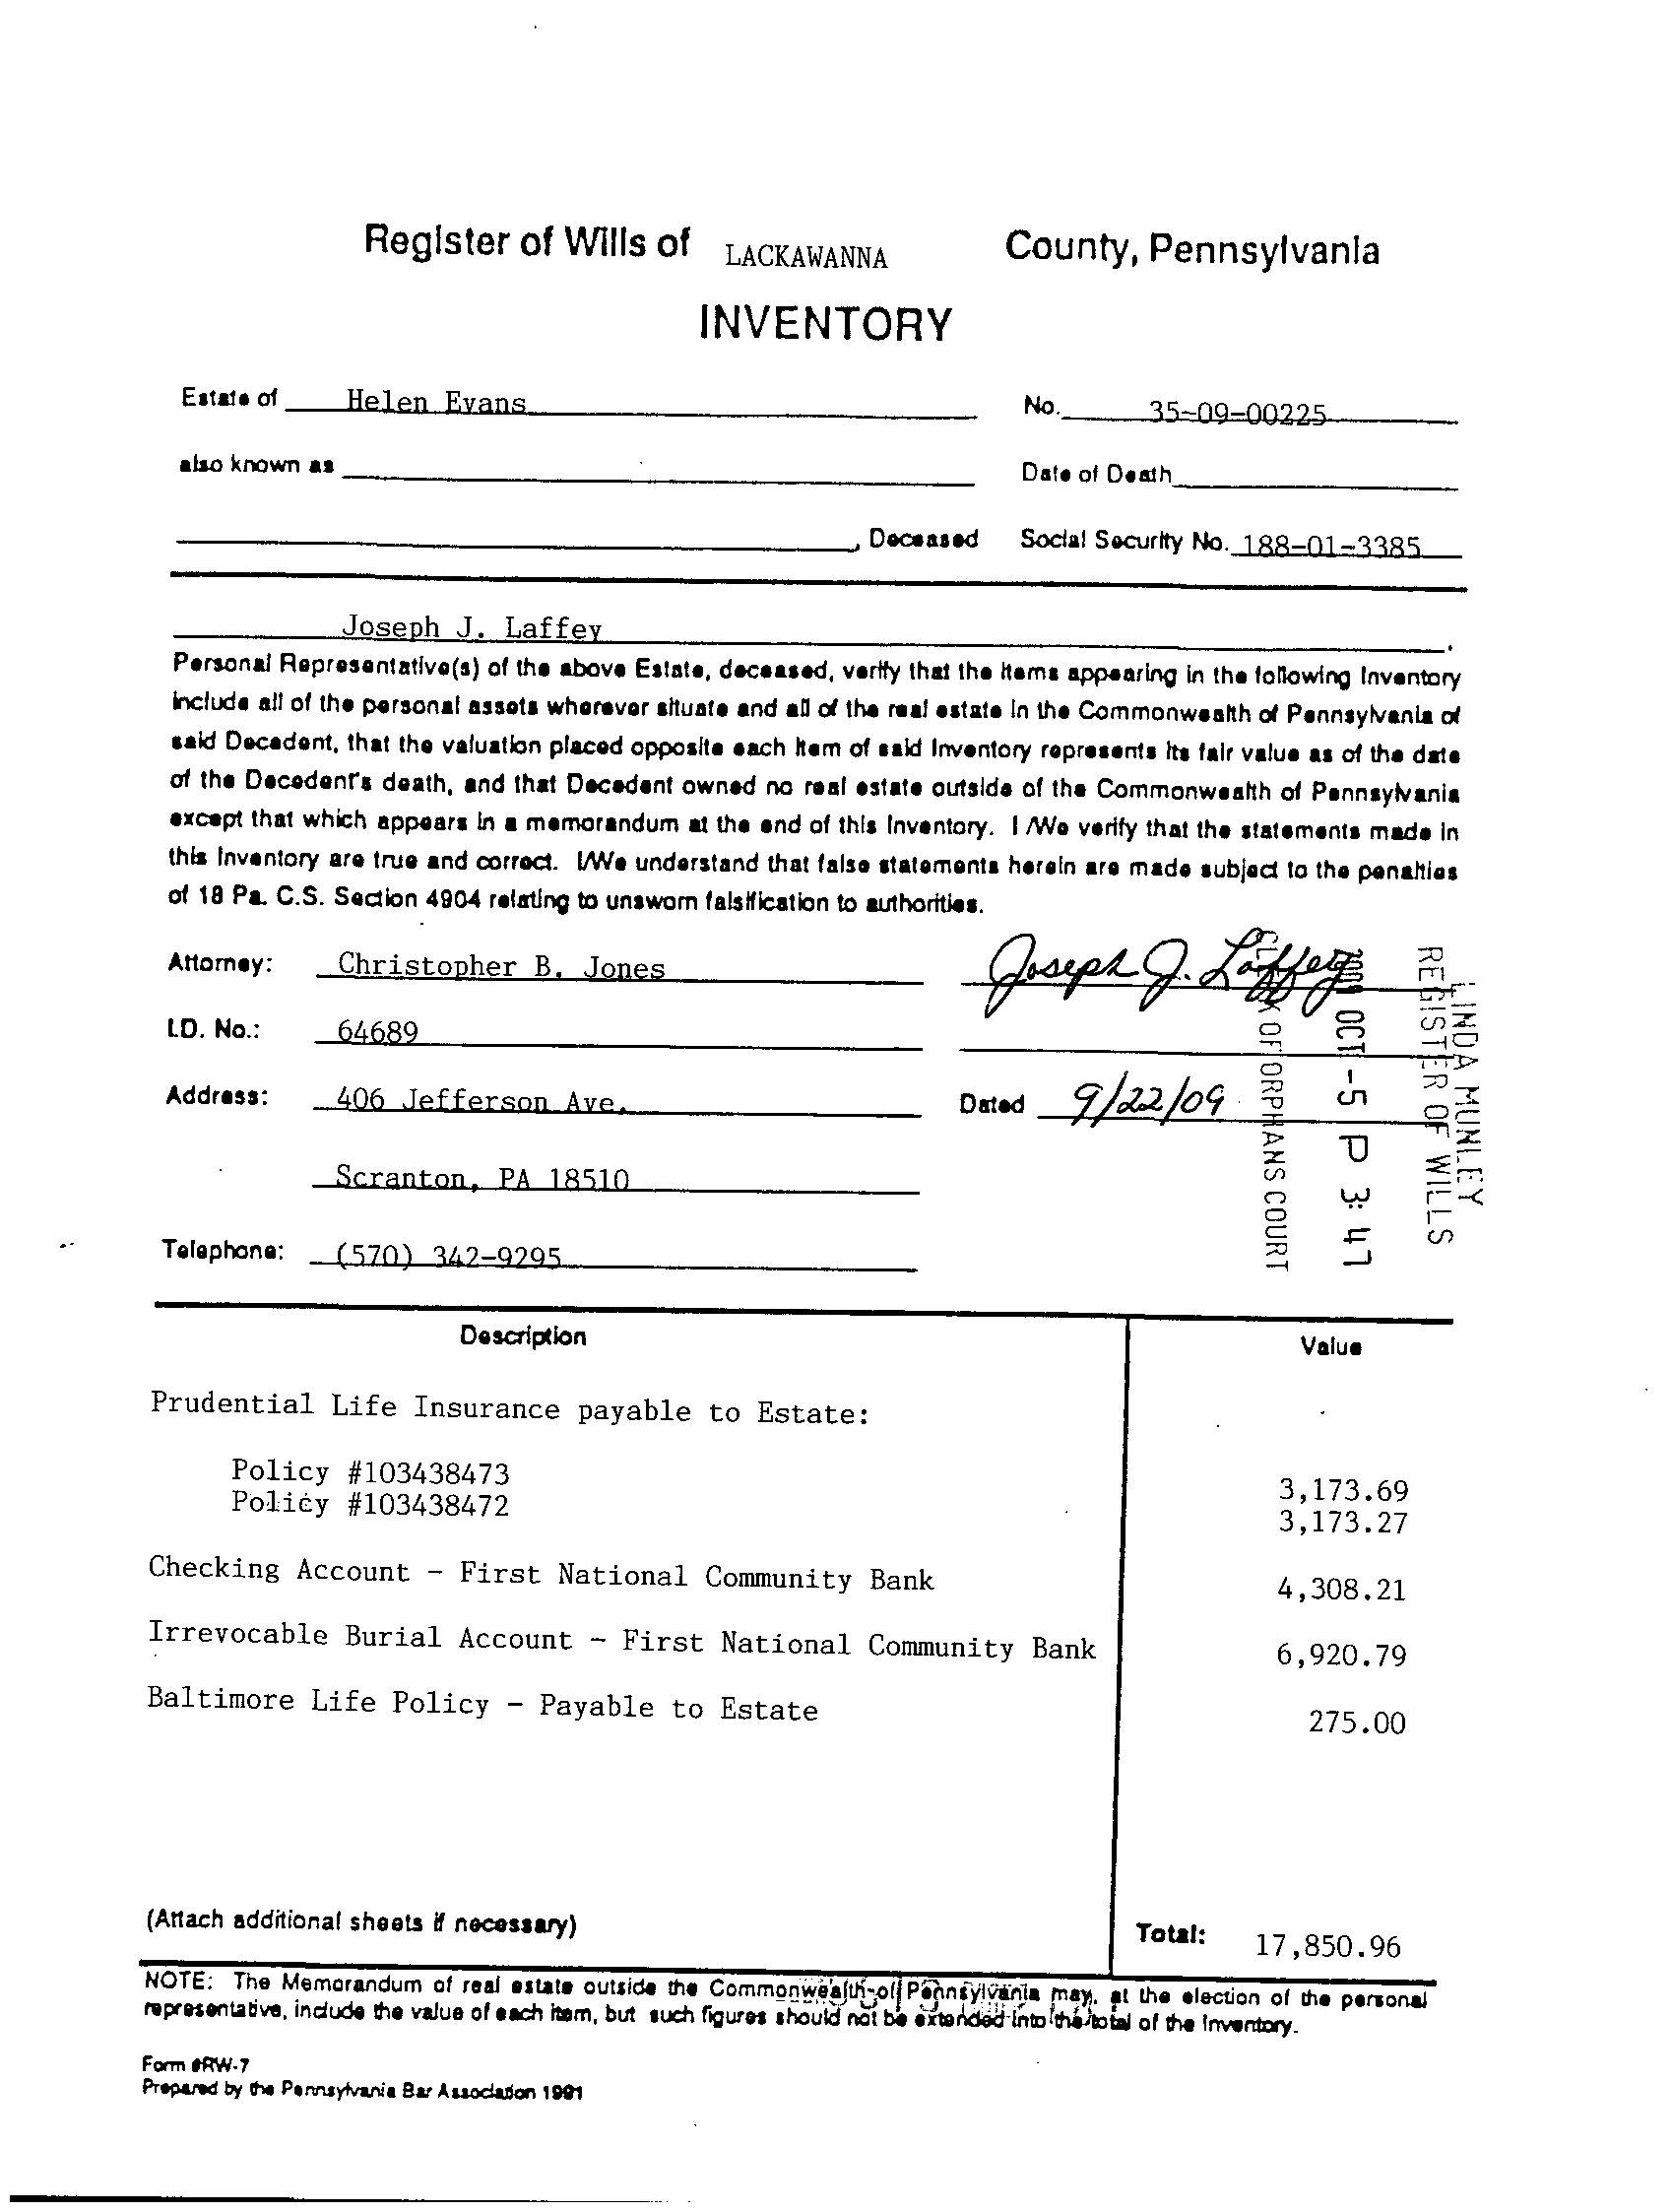 Register of Wills of LACKAWANNA County, Pennsylvania
INVENTORY
Estate of Helen Evans No. 35-09-00225
also known as Date of Death
, Deceased Social Security No. 188-01-3385
Joseph J. Laffey
Personal Representative(s) of the above Estate, deceased, verify that the items appearing in the following Inventory
include all of the personal assets wherever situate and all of the real estate in the Commonwealth of Pennsylvania of
said Decedent, that the valuation placed opposite each item of said Inventory represents its fair value as of the date
of the Decedent's death, and that Decedent owned no real estate outside of the Commonwealth of Pennsylvania
except that which appears in a memorandum at the end of this Inventory. I/We verify that the statements made in
this Inventory are true and correct. I/We understand that false statements herein are made subject to the penalties
of 18 Pa. C.S. Section 4904 relating to unsworn falsification to authorities.
Attorney: Christopher B. Jones Joseph J. Laffey
I.D. No.: 64689
Address: 406 Jefferson Ave. Dated 9/22/09
Scranton, PA 18510
Telephone: (570) 342-9295
LINDA MUNLEY
REGISTER OF WILLS
OCT -5 P 3:47
OF ORPHANS COURT
Description Value
Prudential Life Insurance payable to Estate:
Policy #103438473 3,173.69
Policy #103438472 3,173.27
Checking Account - First National Community Bank 4,308.21
Irrevocable Burial Account - First National Community Bank 6,920.79
Baltimore Life Policy - Payable to Estate 275.00
(Attach additional sheets if necessary) Total: 17,850.96
NOTE: The Memorandum of real estate outside the Commonwealth of Pennsylvania may, at the election of the personal
representative, include the value of each item, but such figures should not be extended into the total of the Inventory.
Form #RW-7
Prepared by the Pennsylvania Bar Association 1991